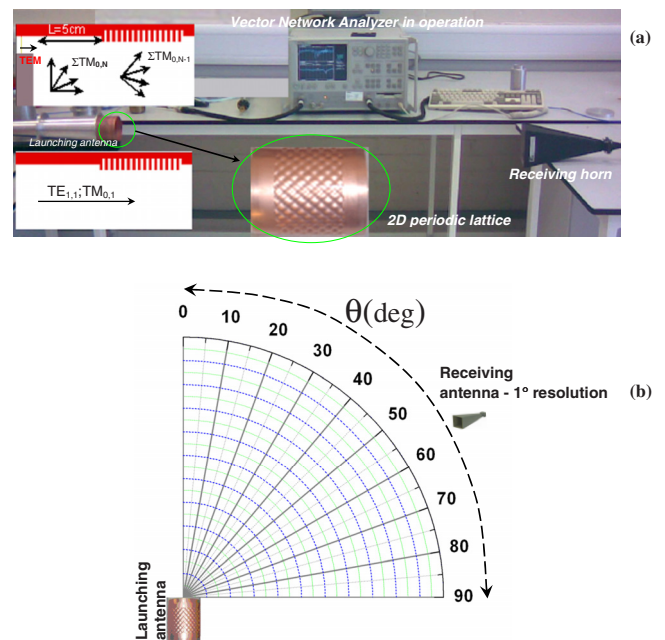 Vector Network Analyzer in operation
(a)
L=5cm
TEM
ΣTM0,N
ΣTM0,N-1
Launching antenna
Receiving horn
TE1,1;TM0,1
2D periodic lattice
θ(deg)
0
10
20
30
40
50
60
70
80
90
Receiving
antenna - 1° resolution
(b)
Launching
antenna